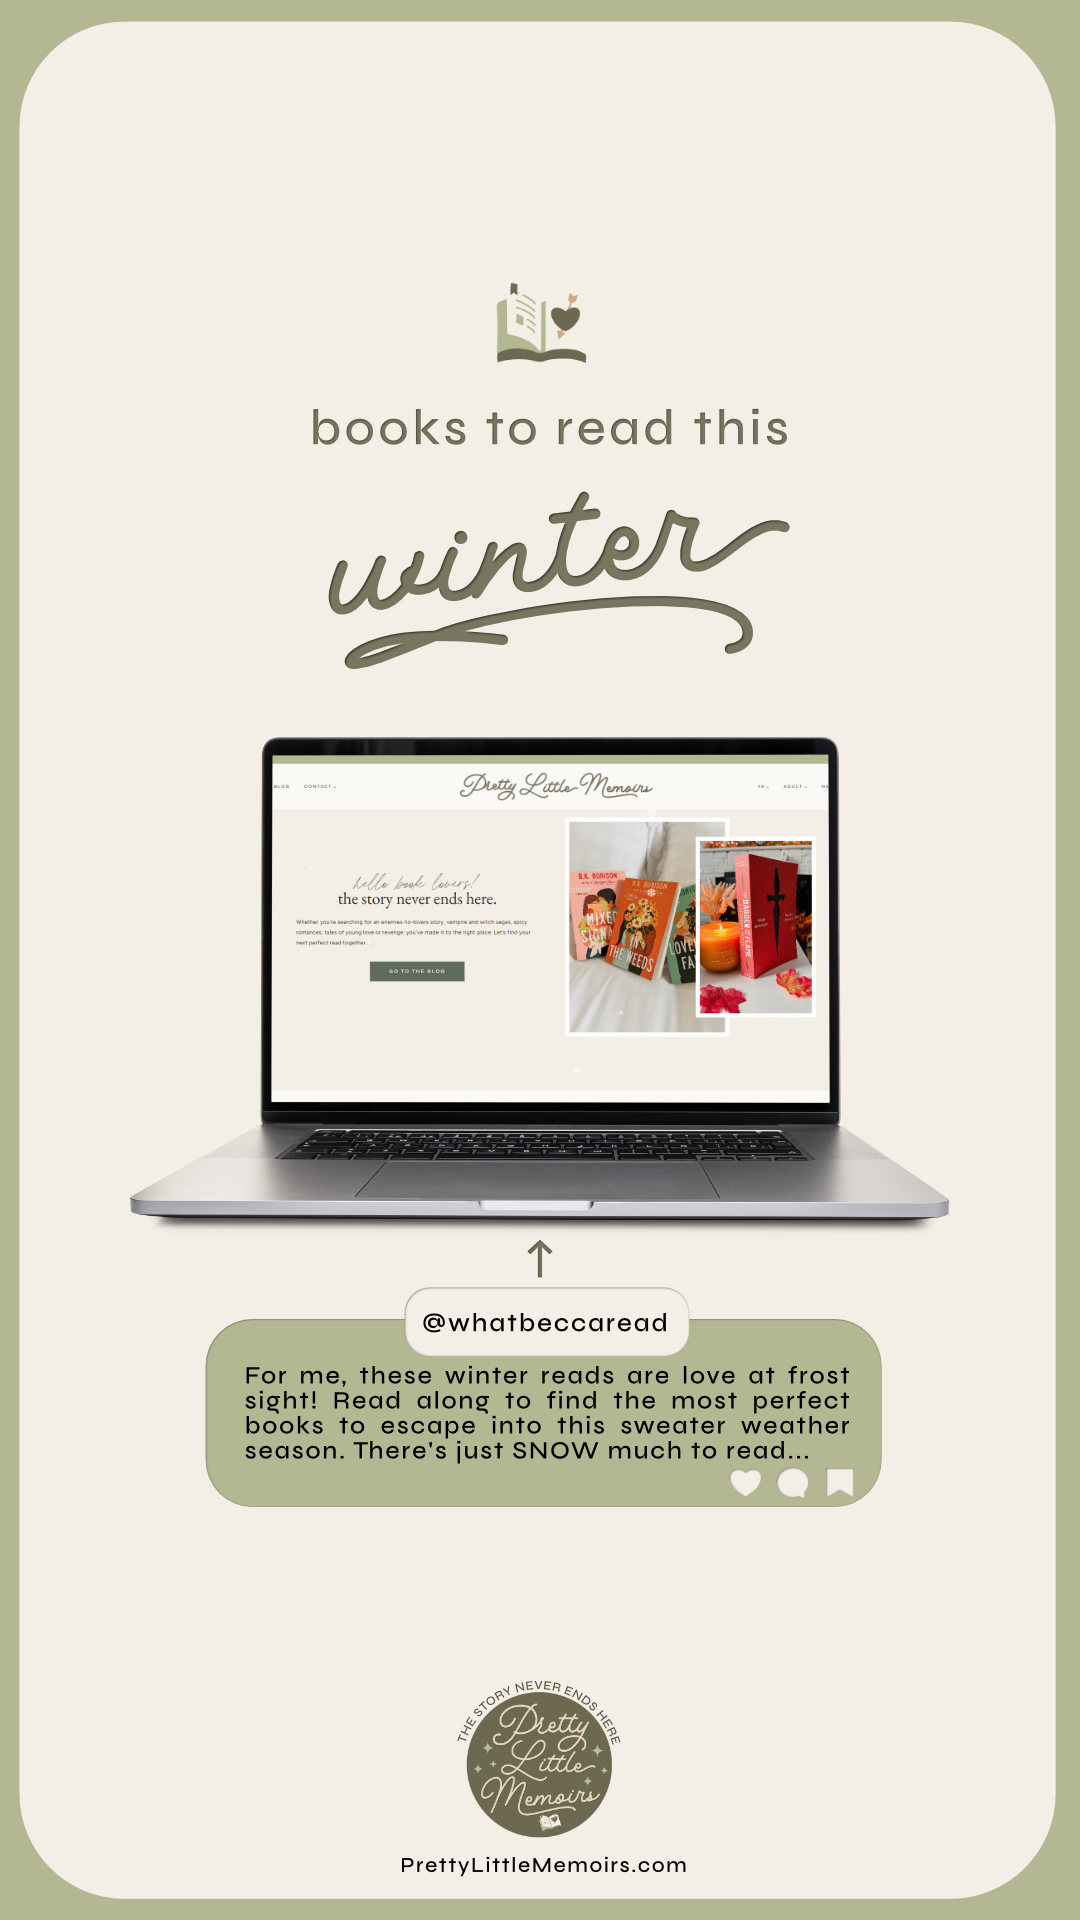 books to read this
winter
BLOG CONTACT Pretty Little Memoirs YA ADULT
hello book lovers!
the story never ends here.
Whether you're searching for an enemies-to-lovers story, vampire and witch sagas, spicy
romances, tales of young love or revenge: you've made it to the right place. Let's find your
next perfect read together . . .
GO TO THE BLOG
B.K. BORISON
MIXED
SIGNA
B.K. BORISON
IN
THE WEEDS
LOVE
FA
THE DAGGER AND THE FLAME
@whatbeccaread
For me, these winter reads are love at frost
sight! Read along to find the most perfect
books to escape into this sweater weather
season. There's just SNOW much to read...
THE STORY NEVER ENDS HERE
Pretty
Little
Memoirs
PrettyLittleMemoirs.com